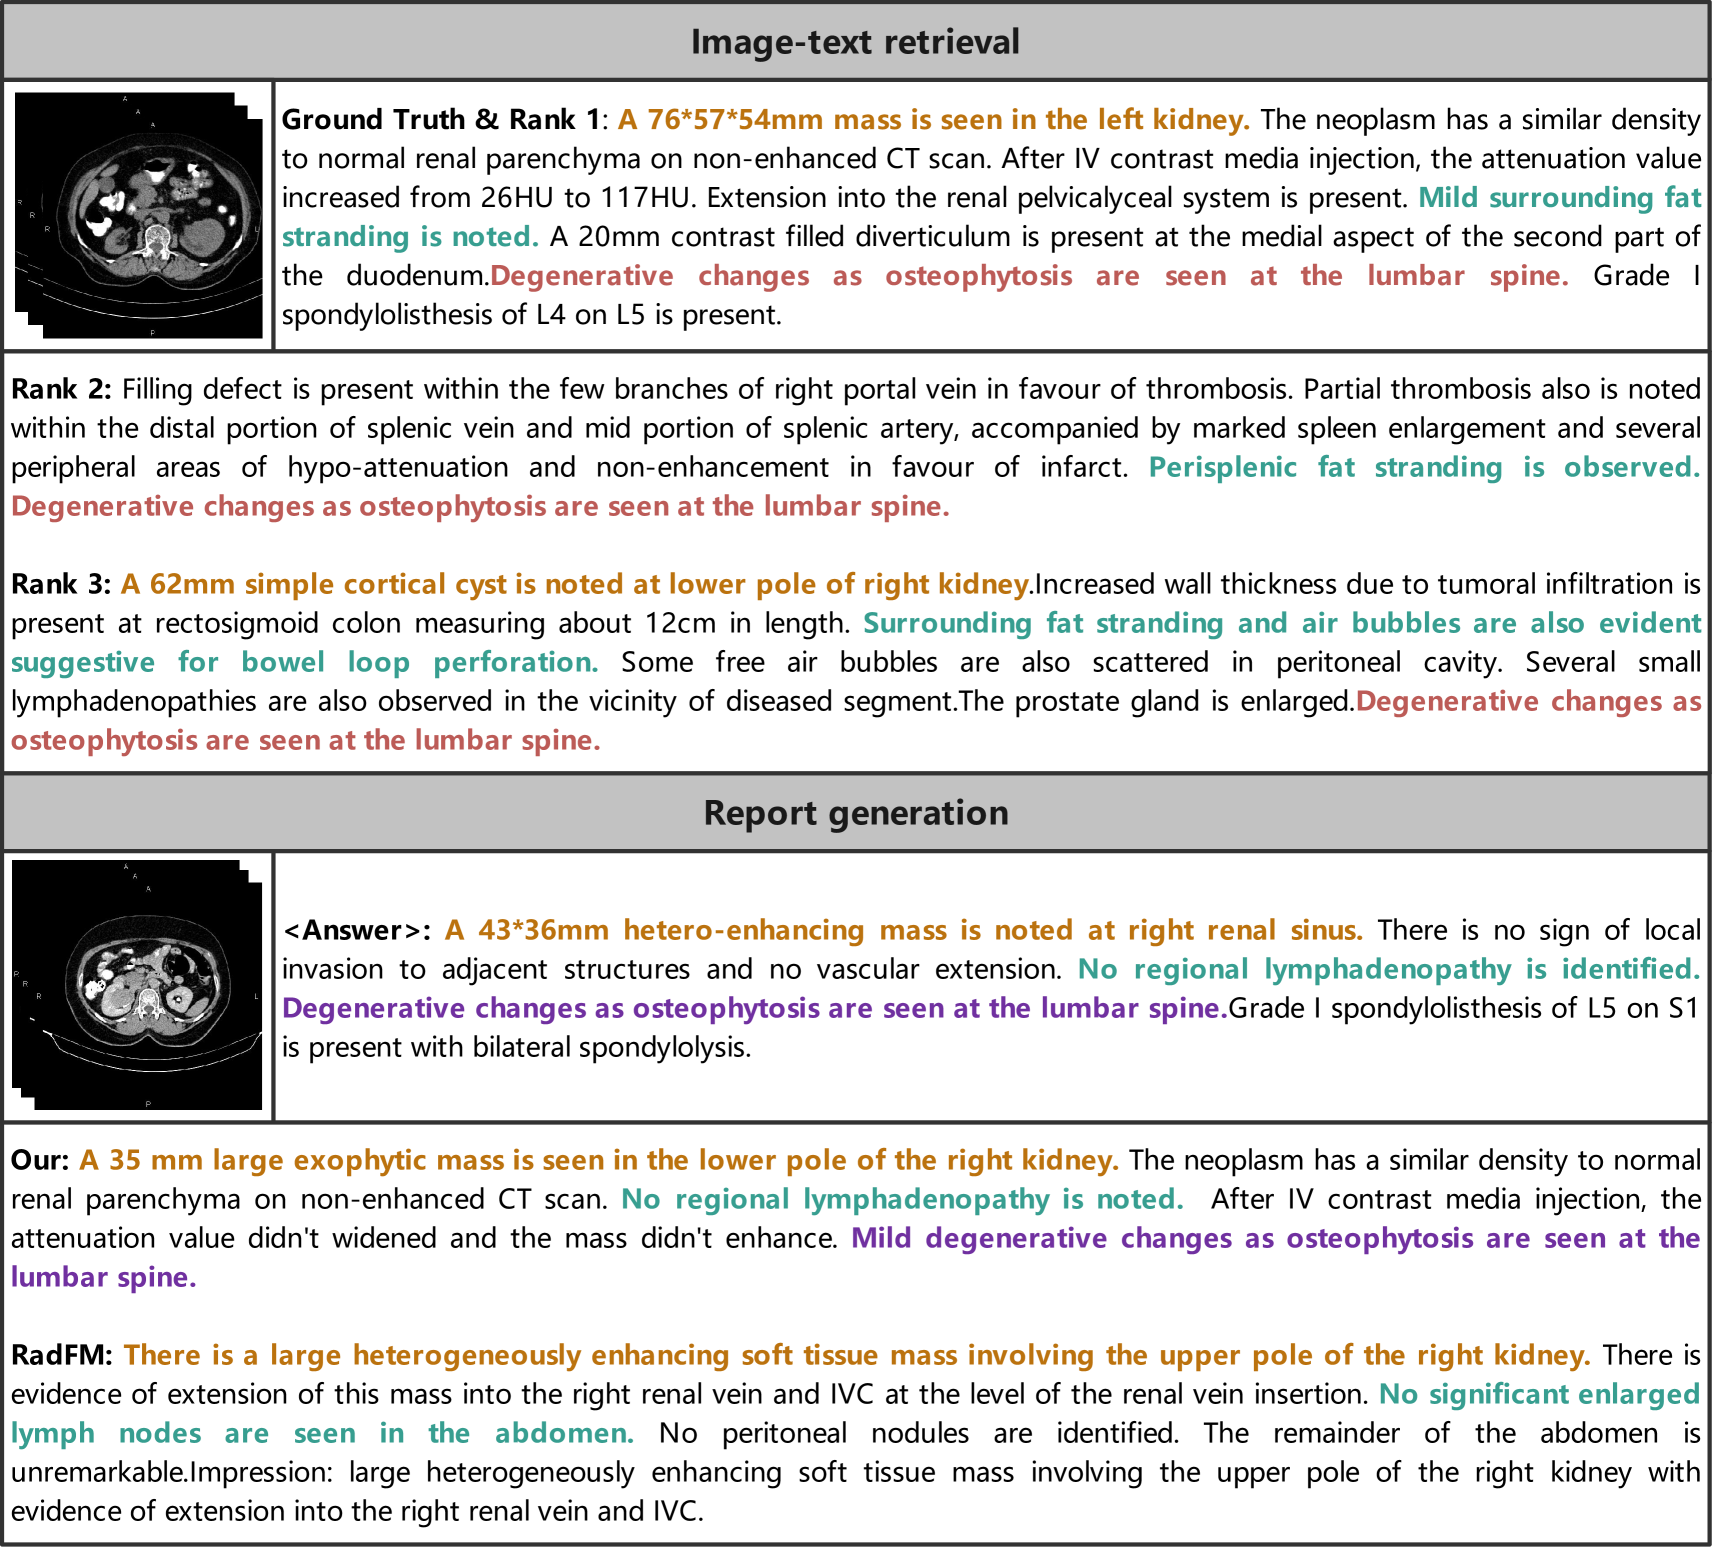 Image-text retrieval
A
A
A
R
R
R
L
P
Ground Truth & Rank 1: A 76*57*54mm mass is seen in the left kidney. The neoplasm has a similar density
to normal renal parenchyma on non-enhanced CT scan. After IV contrast media injection, the attenuation value
increased from 26HU to 117HU. Extension into the renal pelvicalyceal system is present. Mild surrounding fat
stranding is noted. A 20mm contrast filled diverticulum is present at the medial aspect of the second part of
the duodenum.Degenerative changes as osteophytosis are seen at the lumbar spine. Grade I
spondylolisthesis of L4 on L5 is present.
Rank 2: Filling defect is present within the few branches of right portal vein in favour of thrombosis. Partial thrombosis also is noted
within the distal portion of splenic vein and mid portion of splenic artery, accompanied by marked spleen enlargement and several
peripheral areas of hypo-attenuation and non-enhancement in favour of infarct. Perisplenic fat stranding is observed.
Degenerative changes as osteophytosis are seen at the lumbar spine.
Rank 3: A 62mm simple cortical cyst is noted at lower pole of right kidney.Increased wall thickness due to tumoral infiltration is
present at rectosigmoid colon measuring about 12cm in length. Surrounding fat stranding and air bubbles are also evident
suggestive for bowel loop perforation. Some free air bubbles are also scattered in peritoneal cavity. Several small
lymphadenopathies are also observed in the vicinity of diseased segment.The prostate gland is enlarged.Degenerative changes as
osteophytosis are seen at the lumbar spine.
Report generation
A
A
A
R
R
R
L
P
<Answer>: A 43*36mm hetero-enhancing mass is noted at right renal sinus. There is no sign of local
invasion to adjacent structures and no vascular extension. No regional lymphadenopathy is identified.
Degenerative changes as osteophytosis are seen at the lumbar spine.Grade I spondylolisthesis of L5 on S1
is present with bilateral spondylolysis.
Our: A 35 mm large exophytic mass is seen in the lower pole of the right kidney. The neoplasm has a similar density to normal
renal parenchyma on non-enhanced CT scan. No regional lymphadenopathy is noted. After IV contrast media injection, the
attenuation value didn't widened and the mass didn't enhance. Mild degenerative changes as osteophytosis are seen at the
lumbar spine.
RadFM: There is a large heterogeneously enhancing soft tissue mass involving the upper pole of the right kidney. There is
evidence of extension of this mass into the right renal vein and IVC at the level of the renal vein insertion. No significant enlarged
lymph nodes are seen in the abdomen. No peritoneal nodules are identified. The remainder of the abdomen is
unremarkable.Impression: large heterogeneously enhancing soft tissue mass involving the upper pole of the right kidney with
evidence of extension into the right renal vein and IVC.